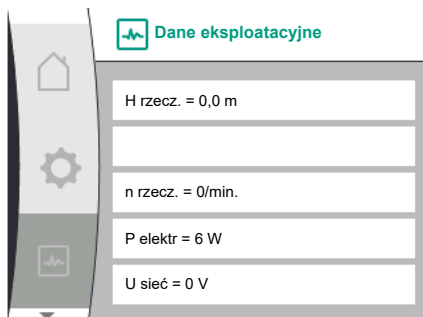 Dane eksploatacyjne
H rzecz. = 0,0 m
n rzecz. = 0/min.
P elektr = 6 W
U sieć = 0 V